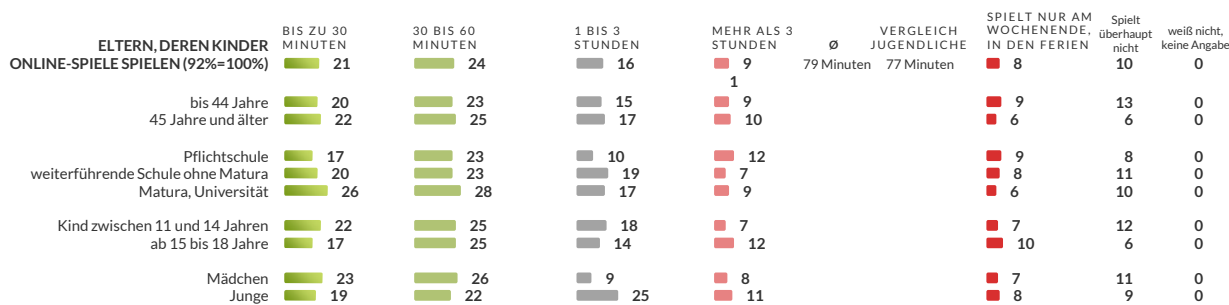 BIS ZU 30 MINUTEN 30 BIS 60 MINUTEN 1 BIS 3 STUNDEN MEHR ALS 3 STUNDEN Ø VERGLEICH JUGENDLICHE SPIELT NUR AM WOCHENENDE, IN DEN FERIEN Spielt überhaupt nicht weiß nicht, keine Angabe
ELTERN, DEREN KINDER
ONLINE-SPIELE SPIELEN (92%=100%) 21 24 16 9 79 Minuten 77 Minuten 8 10 0
1
bis 44 Jahre 20 23 15 9 9 13 0
45 Jahre und älter 22 25 17 10 6 6 0
Pflichtschule 17 23 10 12 9 8 0
weiterführende Schule ohne Matura 20 23 19 7 8 11 0
Matura, Universität 26 28 17 9 6 10 0
Kind zwischen 11 und 14 Jahren 22 25 18 7 7 12 0
ab 15 bis 18 Jahre 17 25 14 12 10 6 0
Mädchen 23 26 9 8 7 11 0
Junge 19 22 25 11 8 9 0